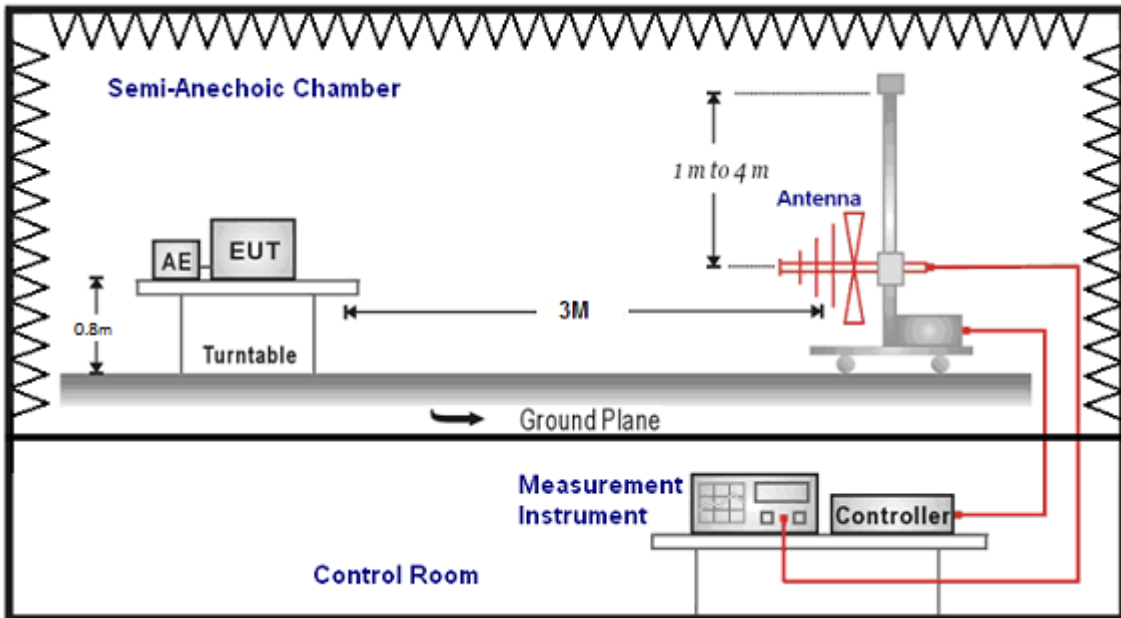 Semi-Anechoic Chamber
1 m to 4 m
Antenna
AE
EUT
0.8m
3M
Turntable
Ground Plane
Measurement
Instrument
Controller
Control Room